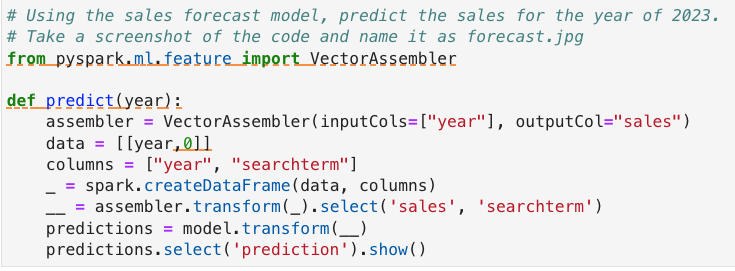 # Using the sales forecast model, predict the sales for the year of 2023.
# Take a screenshot of the code and name it as forecast.jpg
from pyspark.ml.feature import VectorAssembler
def predict(year):
    assembler = VectorAssembler(inputCols=["year"], outputCol="sales")
    data = [[year,0]]
    columns = ["year", "searchterm"]
    _ = spark.createDataFrame(data, columns)
    __ = assembler.transform(_).select('sales', 'searchterm')
    predictions = model.transform(__)
    predictions.select('prediction').show()